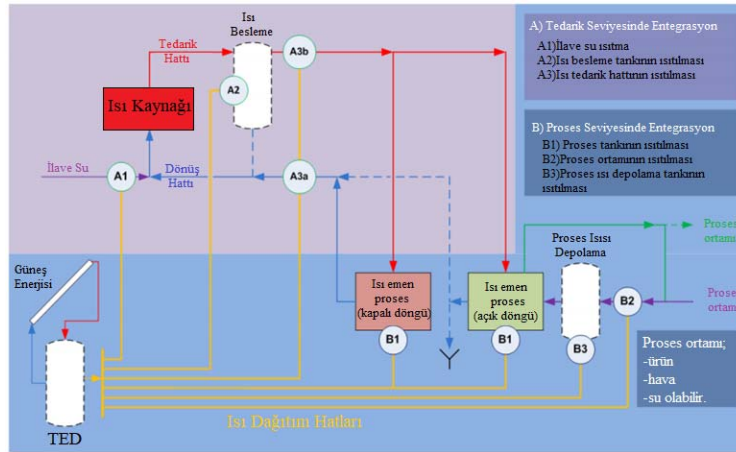 Isı
Besleme
Tedarik
Hattı
A3b
A2
Isı Kaynağı
İlave Su
A1
Dönüş
Hattı
A3a
A) Tedarik Seviyesinde Entegrasyon
A1)İlave su ısıtma
A2)Isı besleme tankının ısıtılması
A3)Isı tedarik hattının ısıtılması
B) Proses Seviyesinde Entegrasyon
B1) Proses tankının ısıtılması
B2)Proses ortamının ısıtılması
B3)Proses ısı depolama tankının
ısıtılması
Güneş
Enerjisi
TED
Isı emen
proses
(kapalı döngü)
B1
Isı emen
proses
(açık döngü)
B1
Proses Isısı
Depolama
B3
B2
Proses
ortamı
Proses
ortamı
Proses ortamı;
-ürün
-hava
-su olabilir.
Isı Dağıtım Hatları